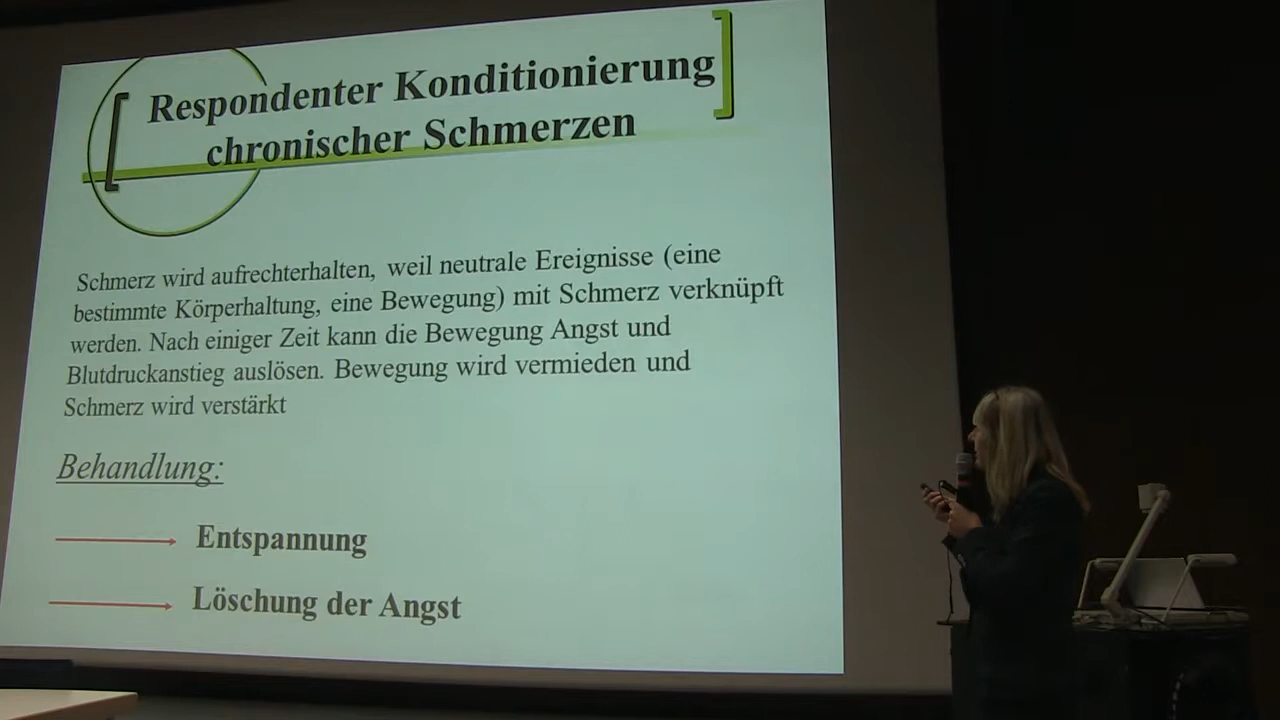 Respondenter Konditionierung
chronischer Schmerzen
Schmerz wird aufrechterhalten, weil neutrale Ereignisse (eine
bestimmte Körperhaltung, eine Bewegung) mit Schmerz verknüpft
werden. Nach einiger Zeit kann die Bewegung Angst und
Blutdruckanstieg auslösen. Bewegung wird vermieden und
Schmerz wird verstärkt
Behandlung:
Entspannung
Löschung der Angst